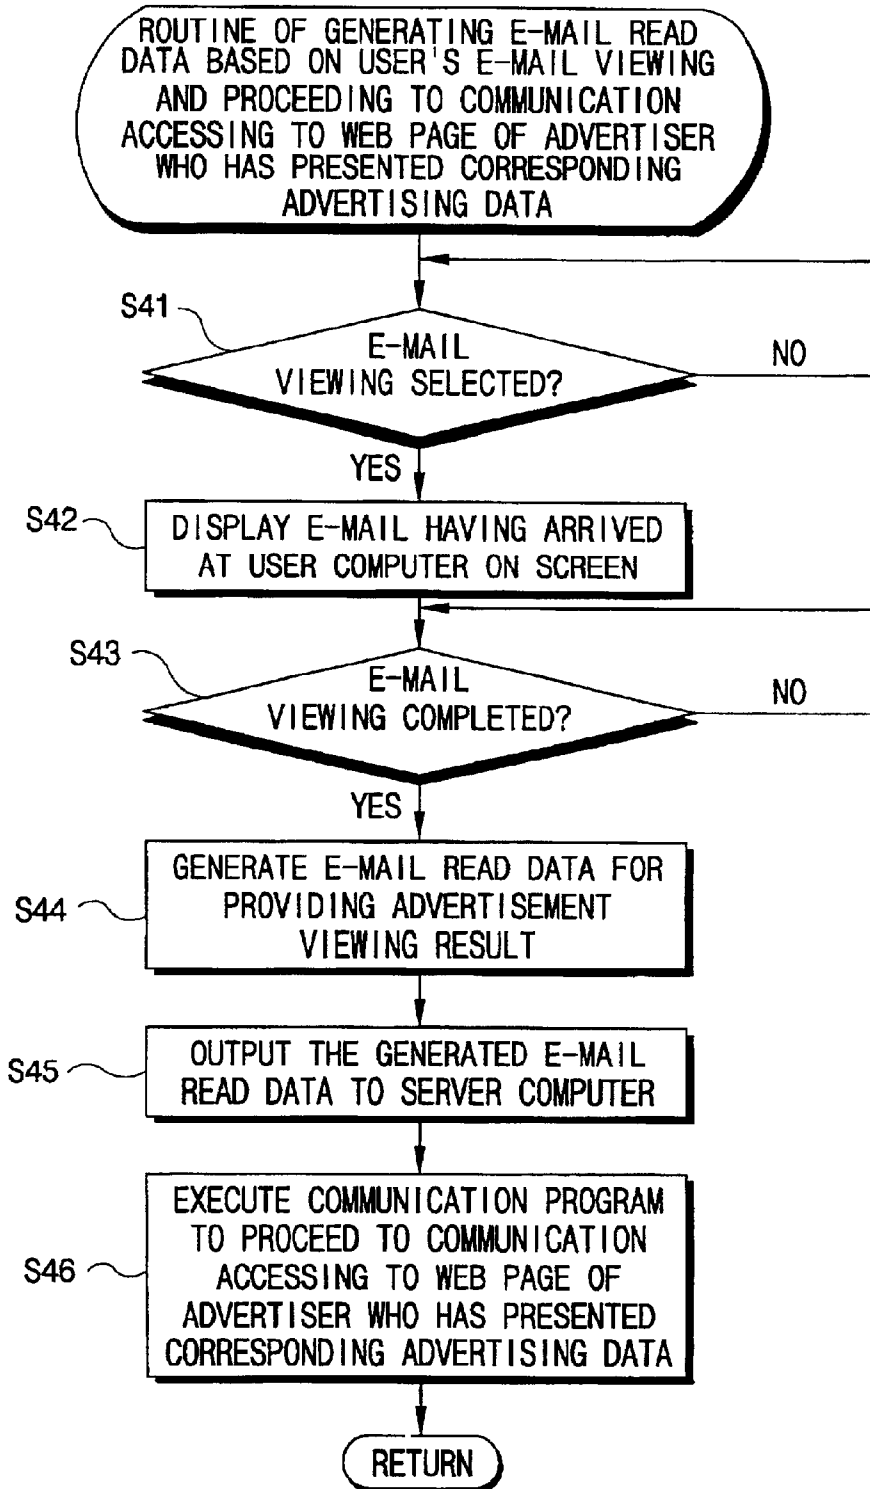 ROUTINE OF GENERATING E-MAIL READ
DATA BASED ON USER'S E-MAIL VIEWING
AND PROCEEDING TO COMMUNICATION
ACCESSING TO WEB PAGE OF ADVERTISER
WHO HAS PRESENTED CORRESPONDING
ADVERTISING DATA
S41
E-MAIL
VIEWING SELECTED?
NO
YES
S42
DISPLAY E-MAIL HAVING ARRIVED
AT USER COMPUTER ON SCREEN
S43
E-MAIL
VIEWING COMPLETED?
NO
YES
S44
GENERATE E-MAIL READ DATA FOR
PROVIDING ADVERTISEMENT
VIEWING RESULT
S45
OUTPUT THE GENERATED E-MAIL
READ DATA TO SERVER COMPUTER
S46
EXECUTE COMMUNICATION PROGRAM
TO PROCEED TO COMMUNICATION
ACCESSING TO WEB PAGE OF
ADVERTISER WHO HAS PRESENTED
CORRESPONDING ADVERTISING DATA
RETURN